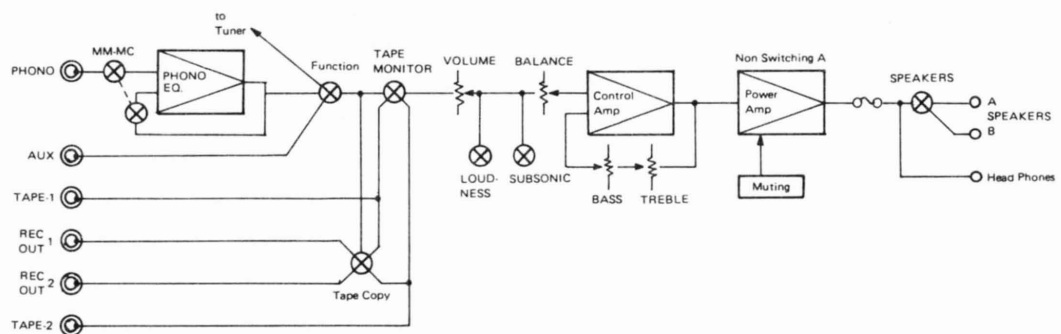 to
Tuner
MM-MC
PHONO
PHONO
EQ.
Function
TAPE
MONITOR
VOLUME
BALANCE
Control
Amp
Non Switching A
Power
Amp
SPEAKERS
A
SPEAKERS
B
AUX
LOUD-
NESS
SUBSONIC
BASS
TREBLE
Muting
Head Phones
TAPE-1
REC
OUT 1
REC
OUT 2
Tape Copy
TAPE-2